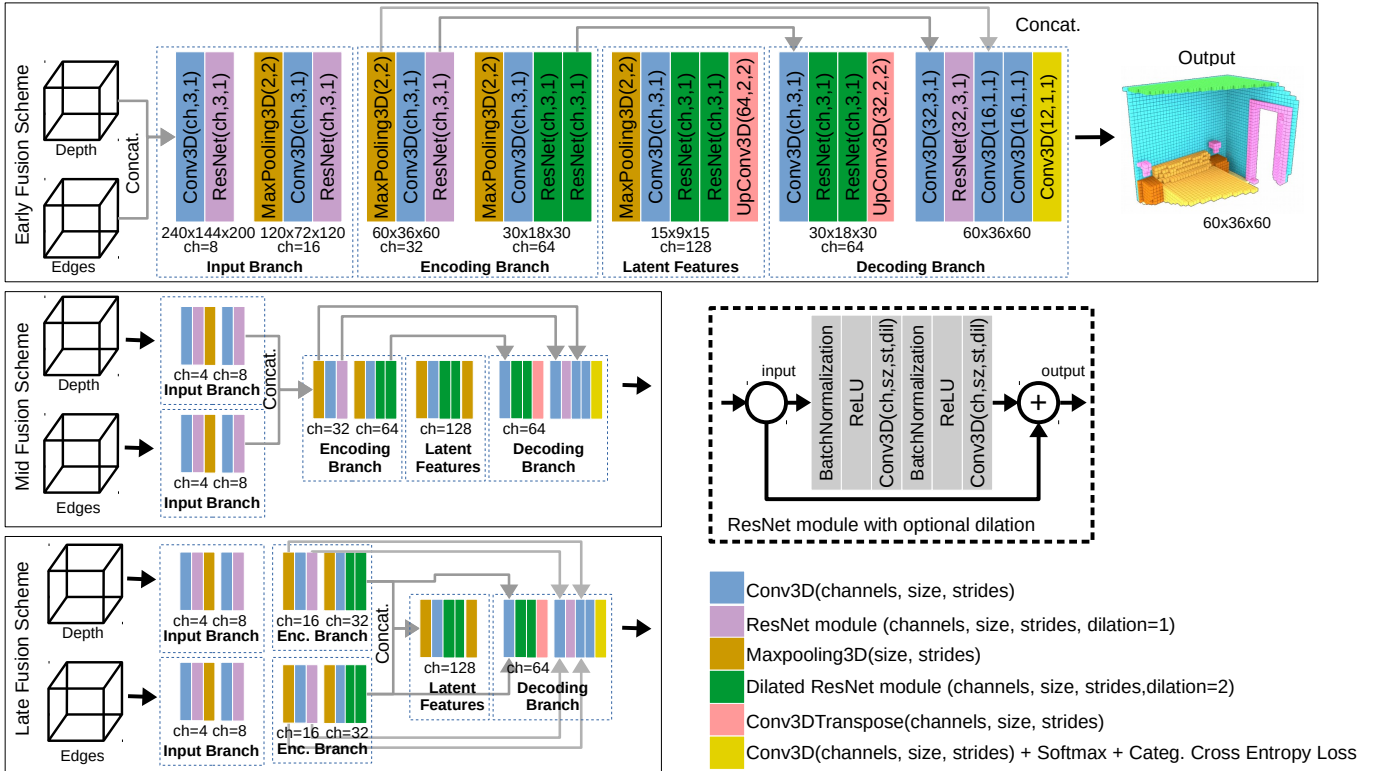 Early Fusion Scheme
Depth
Edges
Concat.
Conv3D(ch,3,1)
ResNet(ch,3,1)
MaxPooling3D(2,2)
Conv3D(ch,3,1)
ResNet(ch,3,1)
240x144x200
ch=8
120x72x120
ch=16
Input Branch
MaxPooling3D(2,2)
Conv3D(ch,3,1)
ResNet(ch,3,1)
MaxPooling3D(2,2)
Conv3D(ch,3,1)
ResNet(ch,3,1)
ResNet(ch,3,1)
60x36x60
ch=32
30x18x30
ch=64
Encoding Branch
MaxPooling3D(2,2)
Conv3D(ch,3,1)
ResNet(ch,3,1)
ResNet(ch,3,1)
UpConv3D(64,2,2)
15x9x15
ch=128
Latent Features
Conv3D(ch,3,1)
ResNet(ch,3,1)
ResNet(ch,3,1)
UpConv3D(32,2,2)
Conv3D(32,3,1)
ResNet(32,3,1)
Conv3D(16,1,1)
Conv3D(16,1,1)
Conv3D(12,1,1)
30x18x30
ch=64
60x36x60
Decoding Branch
Concat.
Output
60x36x60
Mid Fusion Scheme
Depth
Edges
ch=4 ch=8
Input Branch
ch=4 ch=8
Input Branch
Concat.
ch=32 ch=64
Encoding
Branch
ch=128
Latent
Features
ch=64
Decoding
Branch
input
BatchNormalization
ReLU
Conv3D(ch,sz,st,dil)
BatchNormalization
ReLU
Conv3D(ch,sz,st,dil)
output
+
ResNet module with optional dilation
Late Fusion Scheme
Depth
Edges
ch=4 ch=8
Input Branch
ch=4 ch=8
Input Branch
ch=16 ch=32
Enc. Branch
ch=16 ch=32
Enc. Branch
Concat.
ch=128
Latent
Features
ch=64
Decoding
Branch
Conv3D(channels, size, strides)
ResNet module (channels, size, strides, dilation=1)
Maxpooling3D(size, strides)
Dilated ResNet module (channels, size, strides,dilation=2)
Conv3DTranspose(channels, size, strides)
Conv3D(channels, size, strides) + Softmax + Categ. Cross Entropy Loss